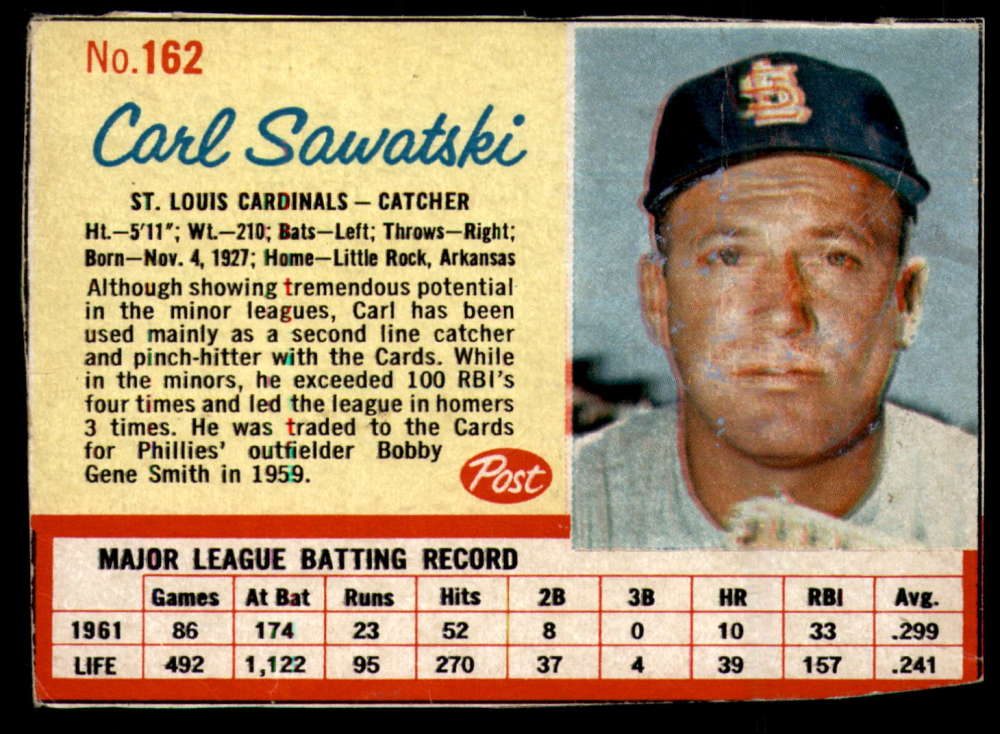 No.162
Carl Sawatski
ST. LOUIS CARDINALS — CATCHER
Ht.—5'11"; Wt.—210; Bats—Left; Throws—Right;
Born—Nov. 4, 1927; Home—Little Rock, Arkansas
Although showing tremendous potential
in the minor leagues, Carl has been
used mainly as a second line catcher
and pinch-hitter with the Cards. While
in the minors, he exceeded 100 RBI's
four times and led the league in homers
3 times. He was traded to the Cards
for Phillies' outfielder Bobby
Gene Smith in 1959.
Post
STL
MAJOR LEAGUE BATTING RECORD
Games At Bat Runs Hits 2B 3B HR RBI Avg.
1961 86 174 23 52 8 0 10 33 .299
LIFE 492 1,122 95 270 37 4 39 157 .241